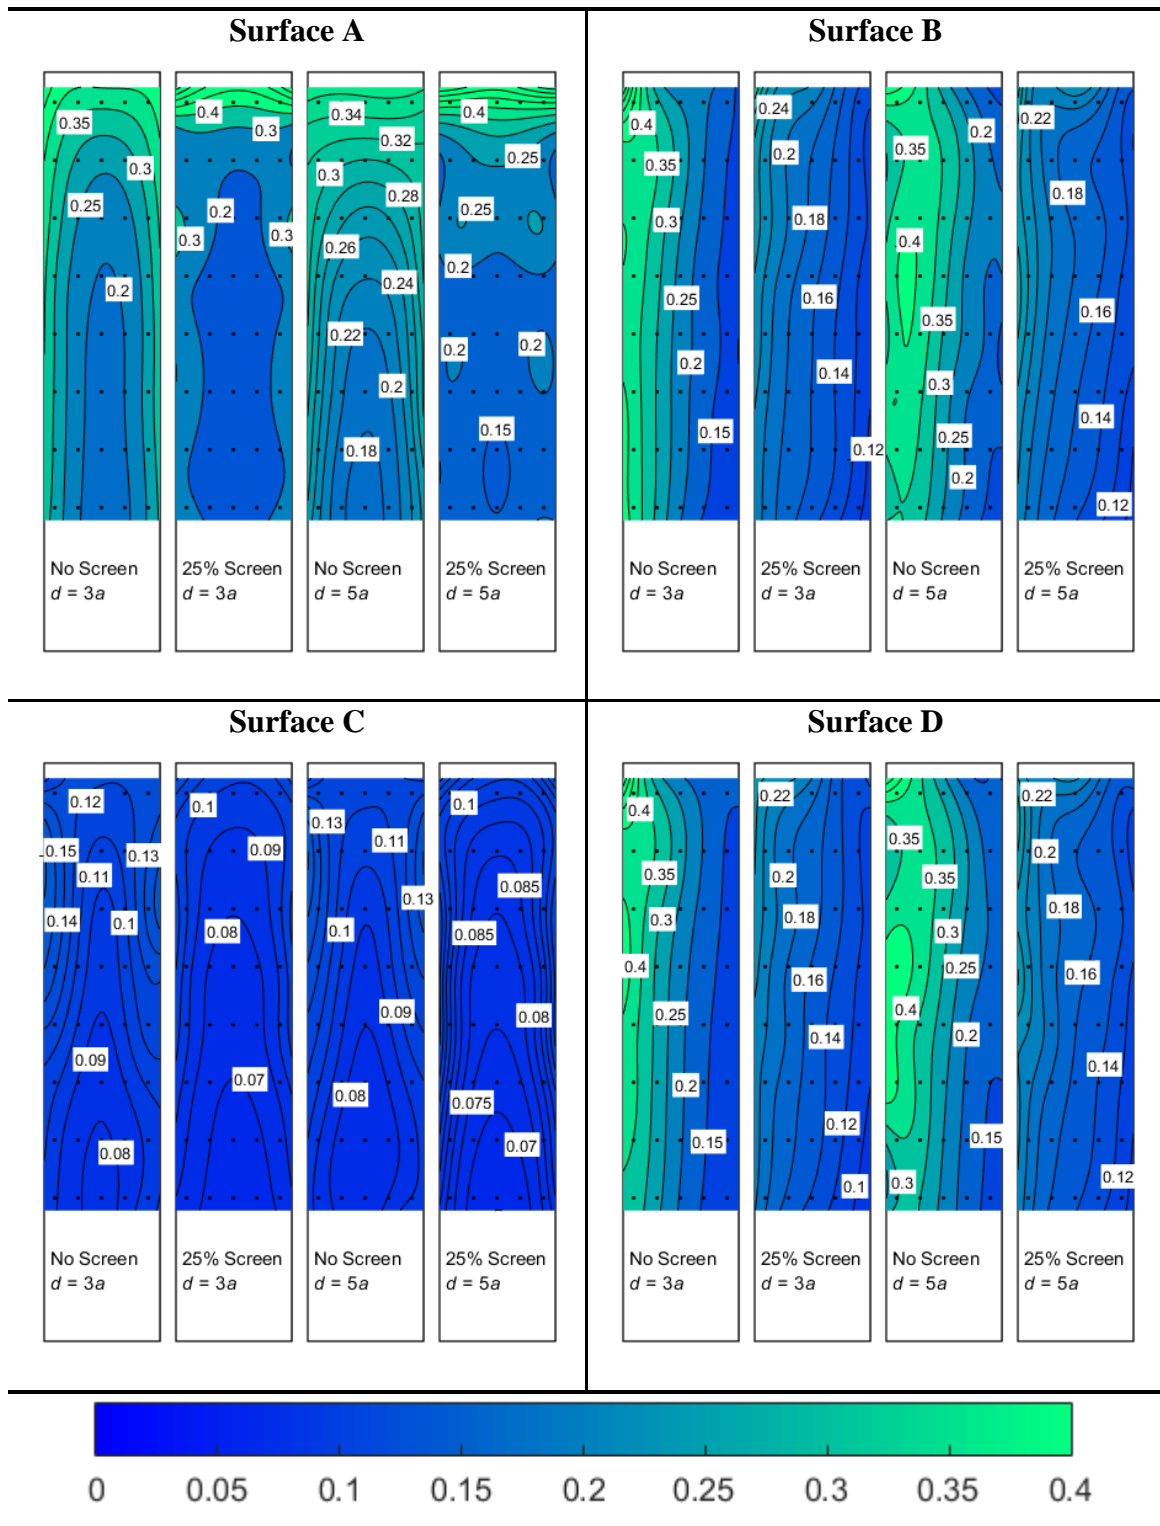 Surface A
0.35
0.3
0.25
0.2
No Screen
d = 3a
0.4
0.3
0.2
0.3
0.3
25% Screen
d = 3a
0.34
0.32
0.3
0.28
0.26
0.24
0.22
0.2
0.18
No Screen
d = 5a
0.4
0.25
0.25
0.2
0.2
0.2
0.15
25% Screen
d = 5a
Surface B
0.4
0.35
0.3
0.25
0.2
0.15
No Screen
d = 3a
0.24
0.2
0.18
0.16
0.14
0.12
25% Screen
d = 3a
0.2
0.35
0.4
0.35
0.3
0.25
0.2
No Screen
d = 5a
0.22
0.18
0.16
0.14
0.12
25% Screen
d = 5a
Surface C
0.12
0.15
0.13
0.11
0.14
0.1
0.09
0.08
No Screen
d = 3a
0.1
0.09
0.08
0.07
25% Screen
d = 3a
0.13
0.11
0.13
0.1
0.09
0.08
No Screen
d = 5a
0.1
0.085
0.085
0.08
0.075
0.07
25% Screen
d = 5a
Surface D
0.4
0.35
0.3
0.4
0.25
0.2
0.15
No Screen
d = 3a
0.22
0.2
0.18
0.16
0.14
0.12
0.1
25% Screen
d = 3a
0.35
0.35
0.3
0.25
0.4
0.2
0.15
0.3
No Screen
d = 5a
0.22
0.2
0.18
0.16
0.14
0.12
25% Screen
d = 5a
0 0.05 0.1 0.15 0.2 0.25 0.3 0.35 0.4